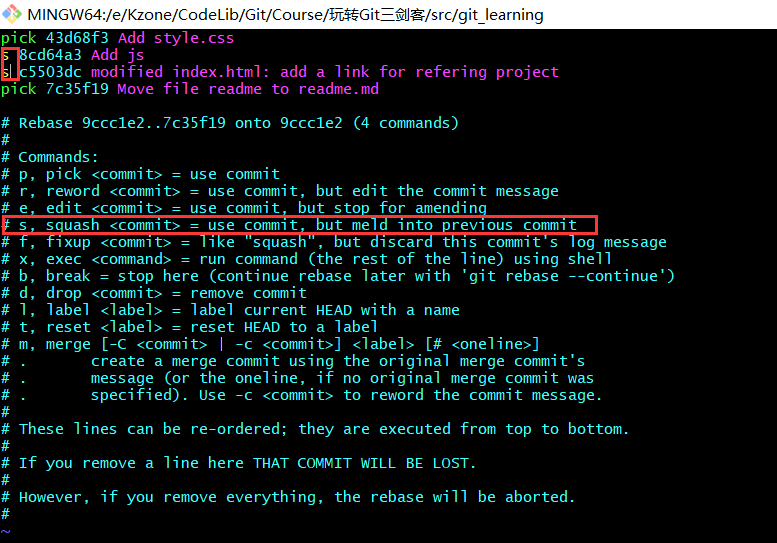 MINGW64:/e/Kzone/CodeLib/Git/Course/玩转Git三剑客/src/git_learning
pick 43d68f3 Add style.css
s 8cd64a3 Add js
s c5503dc modified index.html: add a link for refering project
pick 7c35f19 Move file readme to readme.md
# Rebase 9ccc1e2..7c35f19 onto 9ccc1e2 (4 commands)
#
# Commands:
# p, pick <commit> = use commit
# r, reword <commit> = use commit, but edit the commit message
# e, edit <commit> = use commit, but stop for amending
# s, squash <commit> = use commit, but meld into previous commit
# f, fixup <commit> = like "squash", but discard this commit's log message
# x, exec <command> = run command (the rest of the line) using shell
# b, break = stop here (continue rebase later with 'git rebase --continue')
# d, drop <commit> = remove commit
# l, label <label> = label current HEAD with a name
# t, reset <label> = reset HEAD to a label
# m, merge [-C <commit> | -c <commit>] <label> [# <oneline>]
# .       create a merge commit using the original merge commit's
# .       message (or the oneline, if no original merge commit was
# .       specified). Use -c <commit> to reword the commit message.
#
# These lines can be re-ordered; they are executed from top to bottom.
#
# If you remove a line here THAT COMMIT WILL BE LOST.
#
# However, if you remove everything, the rebase will be aborted.
#
~